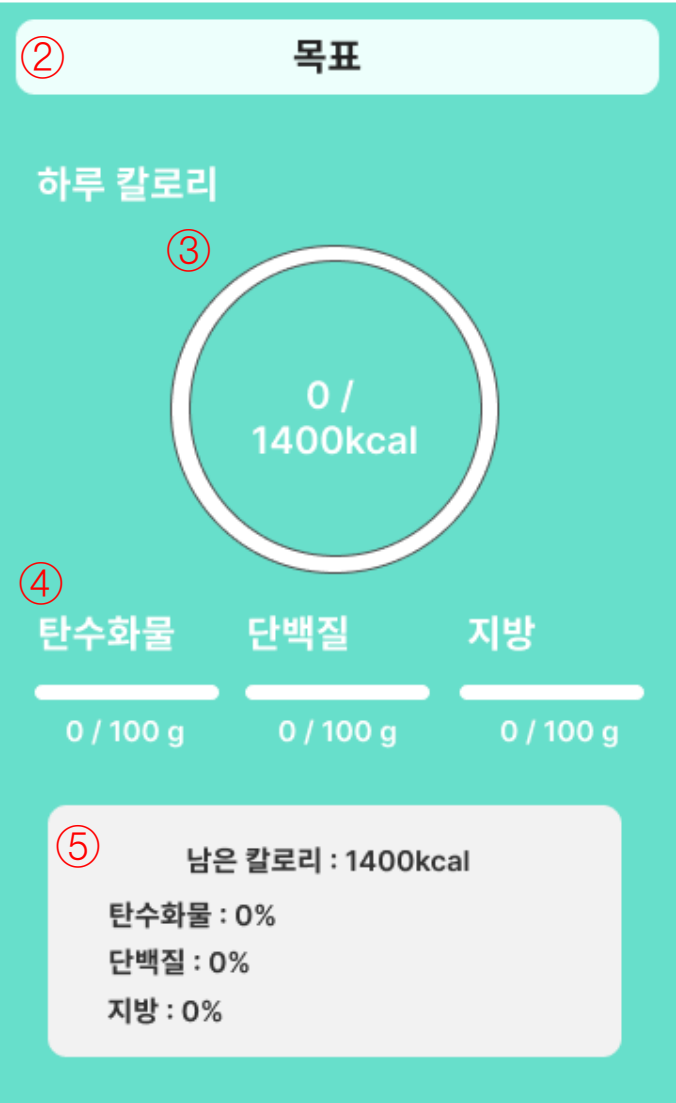 ② 목표
하루 칼로리
③
0 /
1400kcal
④
탄수화물 단백질 지방
0 / 100 g 0 / 100 g 0 / 100 g
⑤ 남은 칼로리 : 1400kcal
탄수화물 : 0%
단백질 : 0%
지방 : 0%